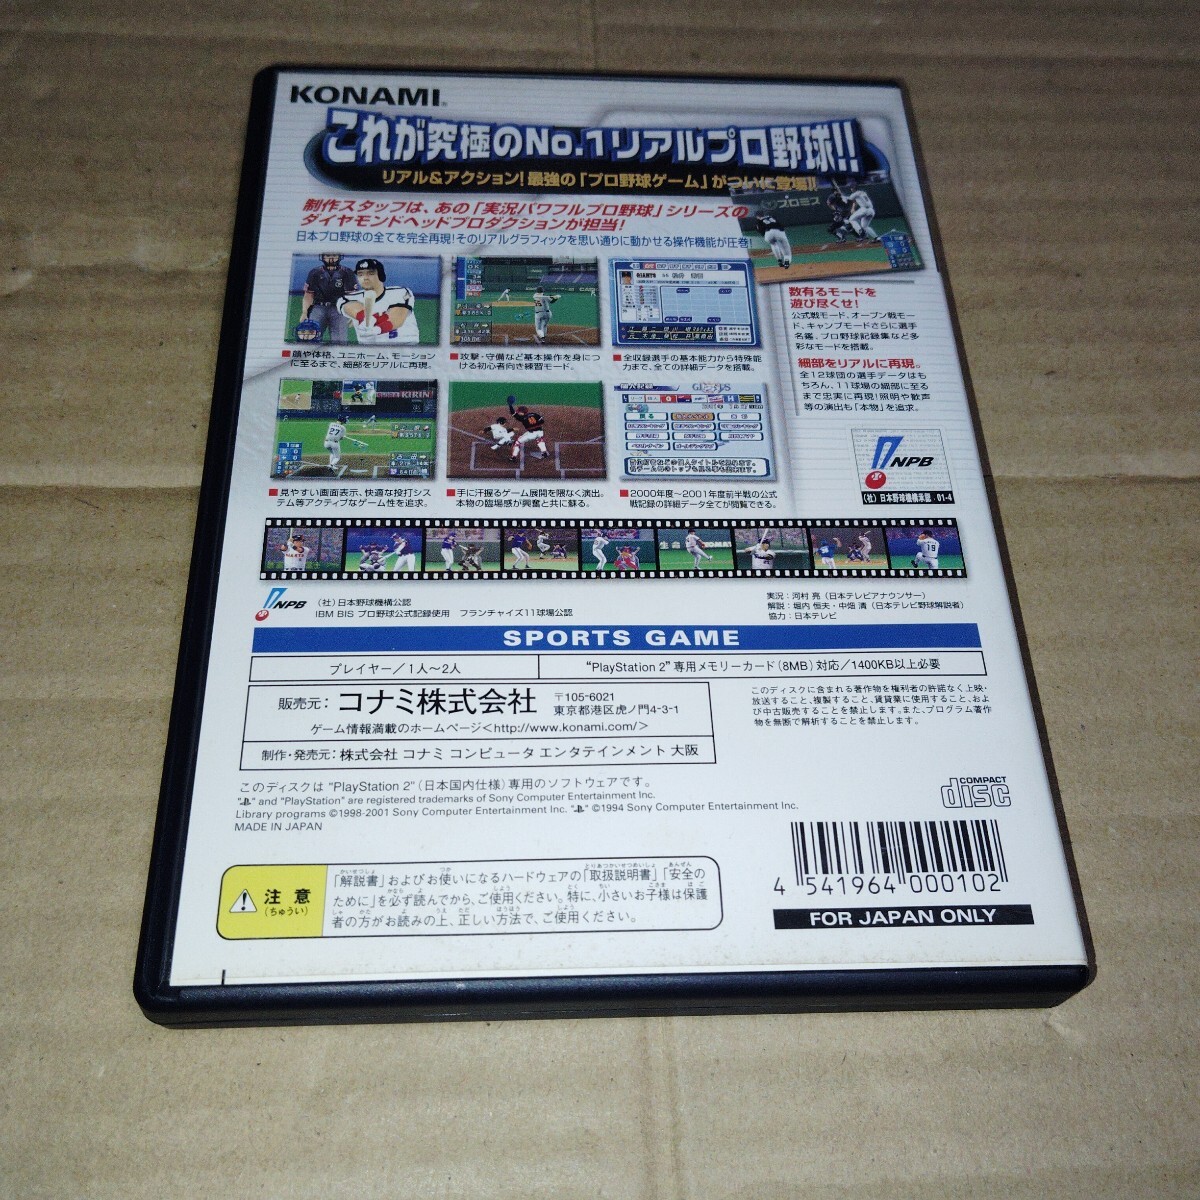 KONAMI
これが究極のNo.1リアルプロ野球!!
リアル&アクション!最強の「プロ野球ゲーム」がついに登場!!
制作スタッフは、あの「実況パワフルプロ野球」シリーズの
ダイヤモンドヘッドプロダクションが担当!
日本プロ野球の全てを完全再現!そのリアルグラフィックを思い通りに動かせる操作機能が圧巻!
プロミス
■顔や体格、ユニホーム、モーション
に至るまで、細部をリアルに再現。
■攻撃・守備など基本操作を身につ
ける初心者向き練習モード。
GIANTS
■全収録選手の基本能力から特殊能
力まで、全ての詳細データを搭載。
数有るモードを
遊び尽くせ!
公式戦モード、オープン戦モー
ド、キャンプモードさらに選手
名鑑、プロ野球記録集など多
彩なモードを搭載。
細部をリアルに再現。
全12球団の選手データはも
ちろん、11球場の細部に至る
まで忠実に再現!照明や歓声
等の演出も「本物」を追求。
KIRIN
27
■見やすい画面表示、快適な投打シス
テム等アクティブなゲーム性を追求。
■手に汗握るゲーム展開を限なく演出。
本物の臨場感が興奮と共に蘇る。
■2000年度〜2001年度前半戦の公式
戦記録の詳細データ全てが閲覧できる。
NPB
(社)日本野球機構承認 01-4
19
NPB
(社)日本野球機構公認
IBM BIS プロ野球公式記録使用 フランチャイズ11球場公認
実況:河村 亮(日本テレビアナウンサー)
解説:堀内 恒夫・中畑 清(日本テレビ野球解説者)
協力:日本テレビ
SPORTS GAME
プレイヤー/1人〜2人
"PlayStation 2"専用メモリーカード(8MB)対応/1400KB以上必要
販売元:コナミ株式会社 〒105-6021
東京都港区虎ノ門4-3-1
ゲーム情報満載のホームページ<http://www.konami.com/>
制作・発売元:株式会社 コナミ コンピュータ エンタテインメント 大阪
このディスクに含まれる著作物を権利者の許諾なく上映・
放送すること、複製すること、賃貸業に使用すること、およ
び中古販売することを禁止します。また、プログラム著作
物を無断で解析することを禁止します。
このディスクは "PlayStation 2"(日本国内仕様)専用のソフトウェアです。
" " and "PlayStation" are registered trademarks of Sony Computer Entertainment Inc.
Library programs ©1998-2001 Sony Computer Entertainment Inc. " " ©1994 Sony Computer Entertainment Inc.
MADE IN JAPAN
COMPACT
disc
注意
(ちゅうい)
「解説書」およびお使いになるハードウェアの「取扱説明書」「安全の
ために」を必ず読んでから、ご使用ください。特に、小さいお子様は保護
者の方がお読みの上、正しい方法で、ご使用ください。
4 541964 000102
FOR JAPAN ONLY